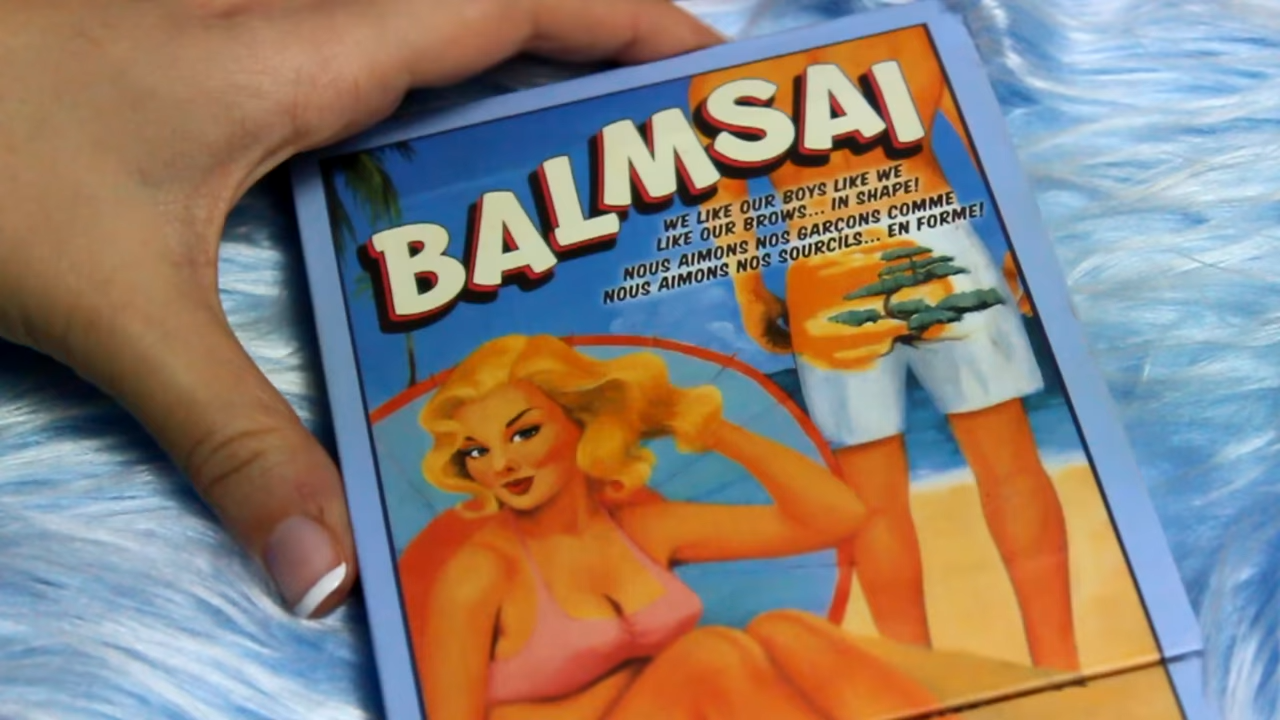 BALMSAI
WE LIKE OUR BOYS LIKE WE
LIKE OUR BROWS... IN SHAPE!
NOUS AIMONS NOS GARÇONS COMME
NOUS AIMONS NOS SOURCILS... EN FORME!